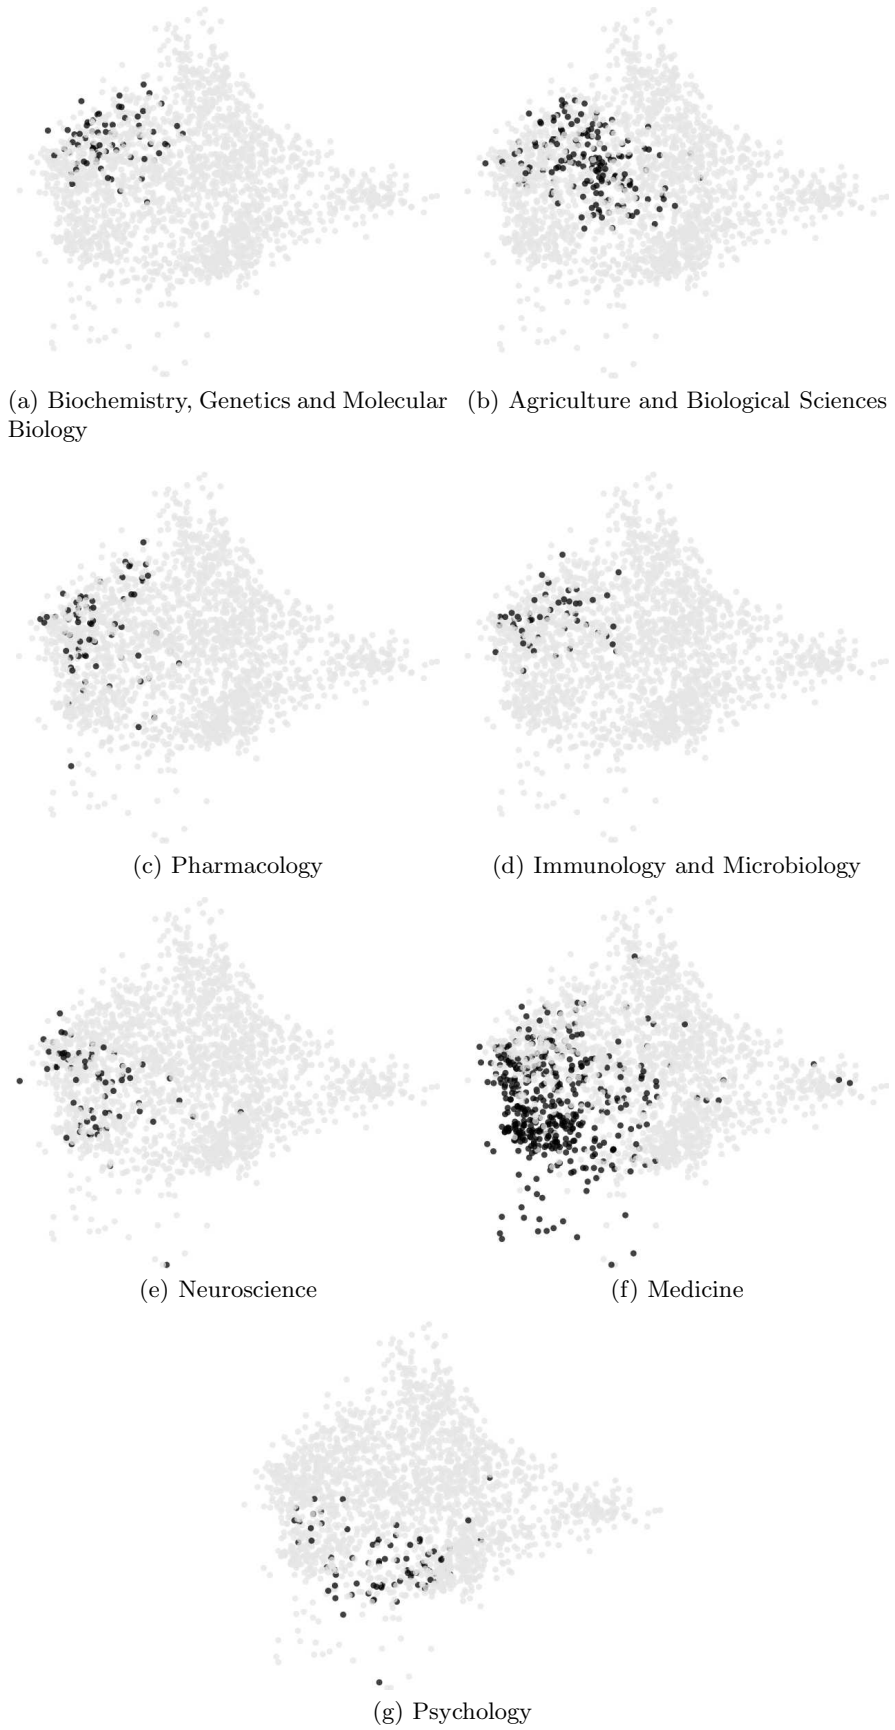 (a) Biochemistry, Genetics and Molecular
Biology
(b) Agriculture and Biological Sciences
(c) Pharmacology
(d) Immunology and Microbiology
(e) Neuroscience
(f) Medicine
(g) Psychology